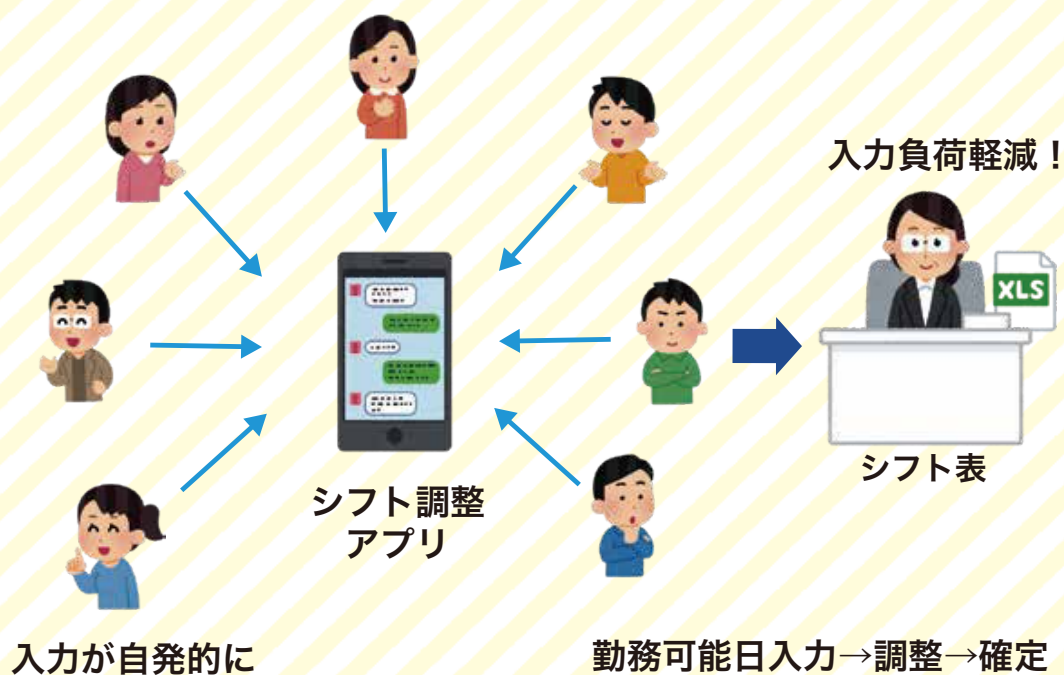 入力負荷軽減！
XLS
シフト表
シフト調整
アプリ
入力が自発的に
勤務可能日入力→調整→確定